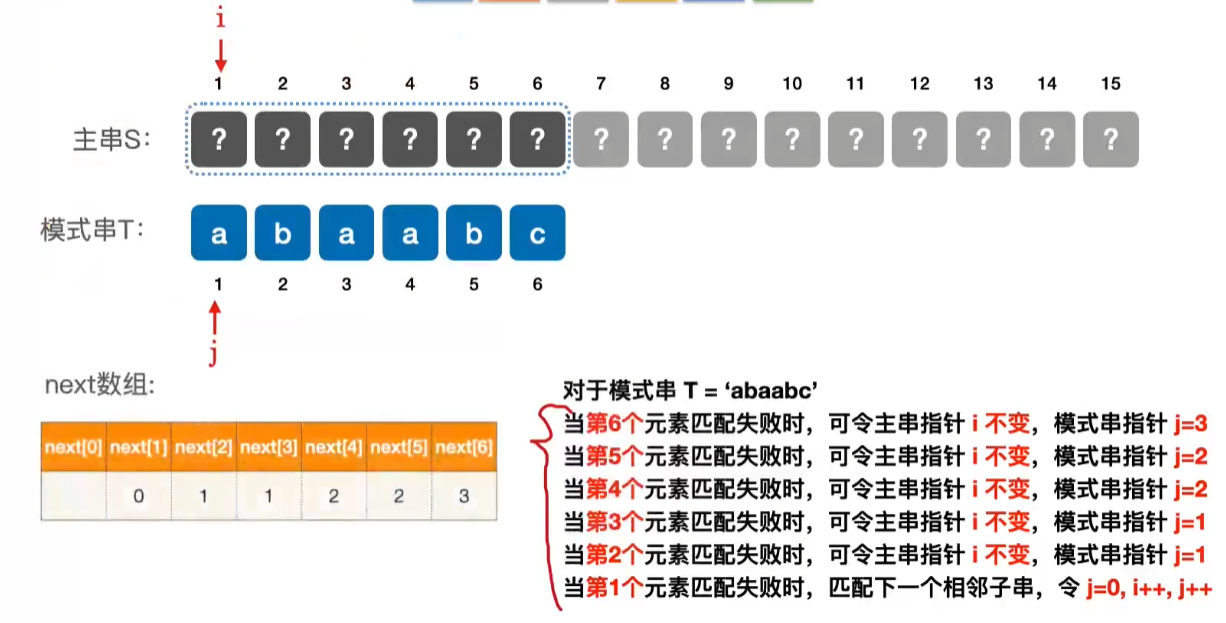 i
1 2 3 4 5 6 7 8 9 10 11 12 13 14 15
主串S: ? ? ? ? ? ? ? ? ? ? ? ? ? ? ?
模式串T: a b a a b c
1 2 3 4 5 6
j
next数组:
next[0] next[1] next[2] next[3] next[4] next[5] next[6]
0 1 1 2 2 3
对于模式串 T = ‘abaabc’
当第6个元素匹配失败时，可令主串指针 i 不变，模式串指针 j=3
当第5个元素匹配失败时，可令主串指针 i 不变，模式串指针 j=2
当第4个元素匹配失败时，可令主串指针 i 不变，模式串指针 j=2
当第3个元素匹配失败时，可令主串指针 i 不变，模式串指针 j=1
当第2个元素匹配失败时，可令主串指针 i 不变，模式串指针 j=1
当第1个元素匹配失败时，匹配下一个相邻子串，令 j=0, i++, j++